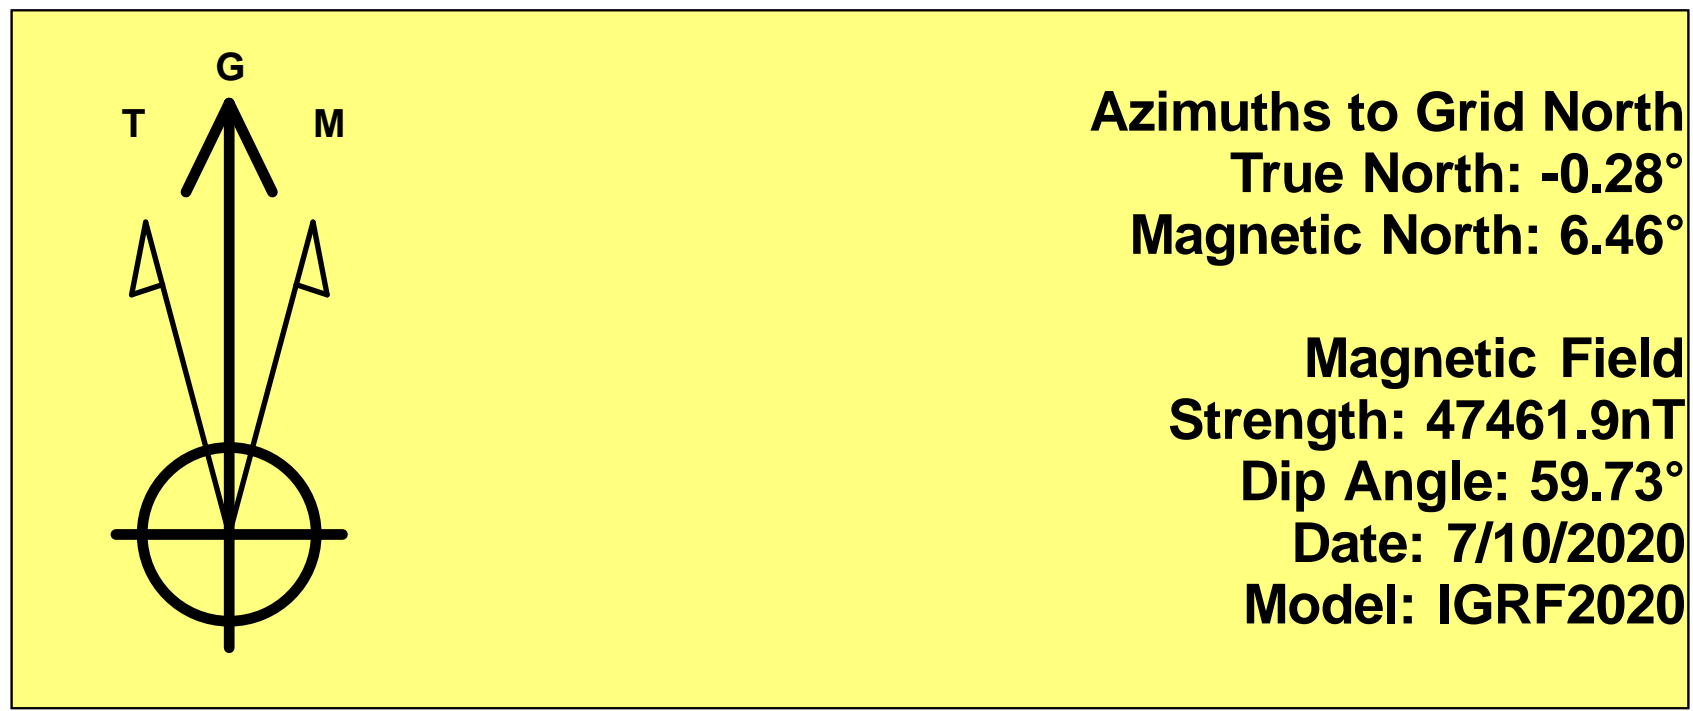 G
T M
Azimuths to Grid North
True North: -0.28°
Magnetic North: 6.46°
Magnetic Field
Strength: 47461.9nT
Dip Angle: 59.73°
Date: 7/10/2020
Model: IGRF2020